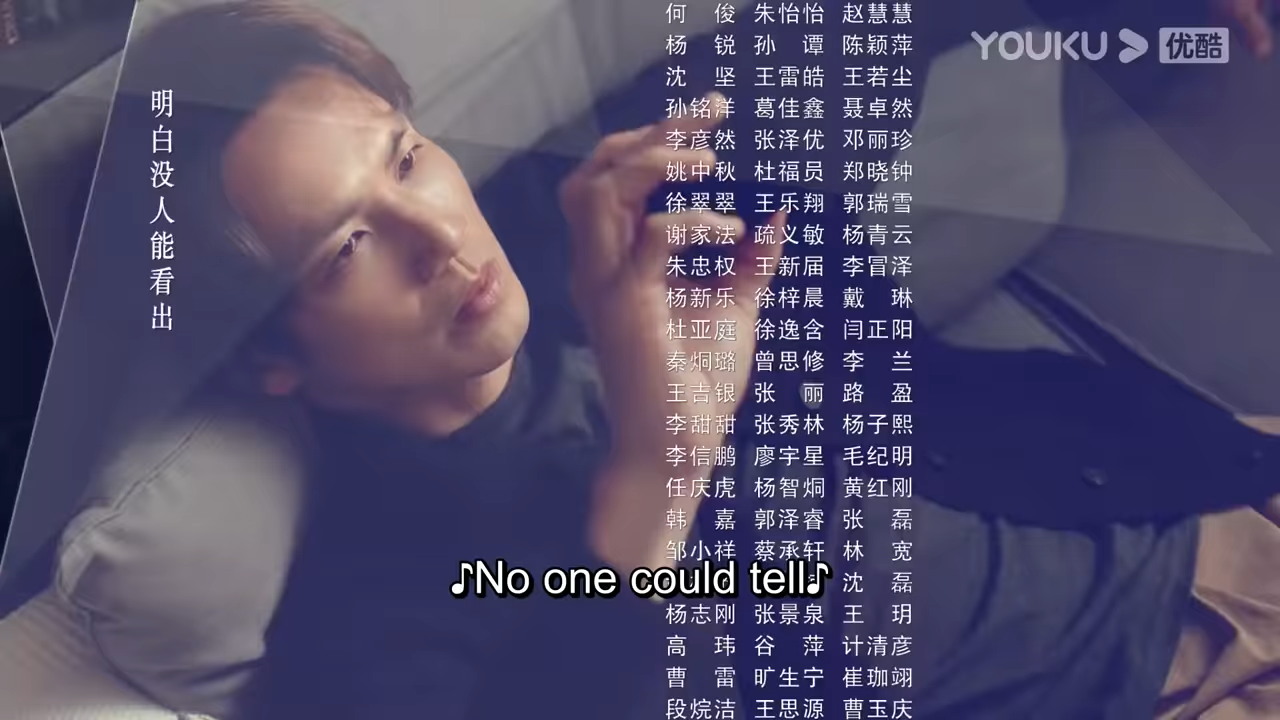 YOUKU 优酷
明白没人能看出
何 俊 朱怡怡 赵慧慧
杨 锐 孙 谭 陈颖萍
沈 坚 王雷皓 王若尘
孙铭洋 葛佳鑫 聂卓然
李彦然 张泽优 邓丽珍
姚中秋 杜福员 郑晓钟
徐翠翠 王乐翔 郭瑞雪
谢家法 疏义敏 杨青云
朱忠权 王新届 李冒泽
杨新乐 徐梓晨 戴 琳
杜亚庭 徐逸含 闫正阳
秦炯璐 曾思修 李 兰
王吉银 张 丽 路 盈
李甜甜 张秀林 杨子熙
李信鹏 廖宇星 毛纪明
任庆虎 杨智炯 黄红刚
韩 嘉 郭泽睿 张 磊
邹小祥 蔡承轩 林 宽
沈 磊
♪No one could tell♪
杨志刚 张景泉 王 玥
高 玮 谷 萍 计清彦
曹 雷 旷生宁 崔珈翊
段烷洁 王思源 曹玉庆